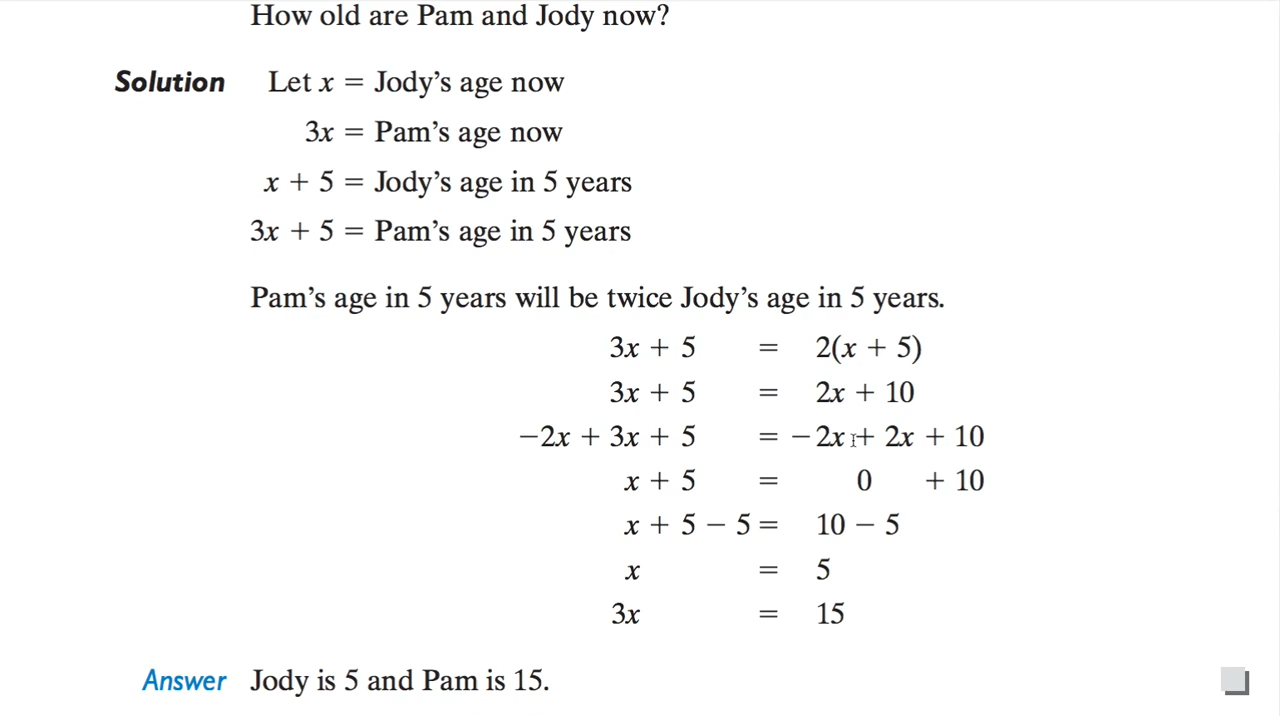 How old are Pam and Jody now?
Solution Let x = Jody's age now
3x = Pam's age now
x + 5 = Jody's age in 5 years
3x + 5 = Pam's age in 5 years
Pam's age in 5 years will be twice Jody's age in 5 years.
3x + 5 = 2(x + 5)
3x + 5 = 2x + 10
−2x + 3x + 5 = −2x + 2x + 10
x + 5 = 0 + 10
x + 5 − 5 = 10 − 5
x = 5
3x = 15
Answer Jody is 5 and Pam is 15.